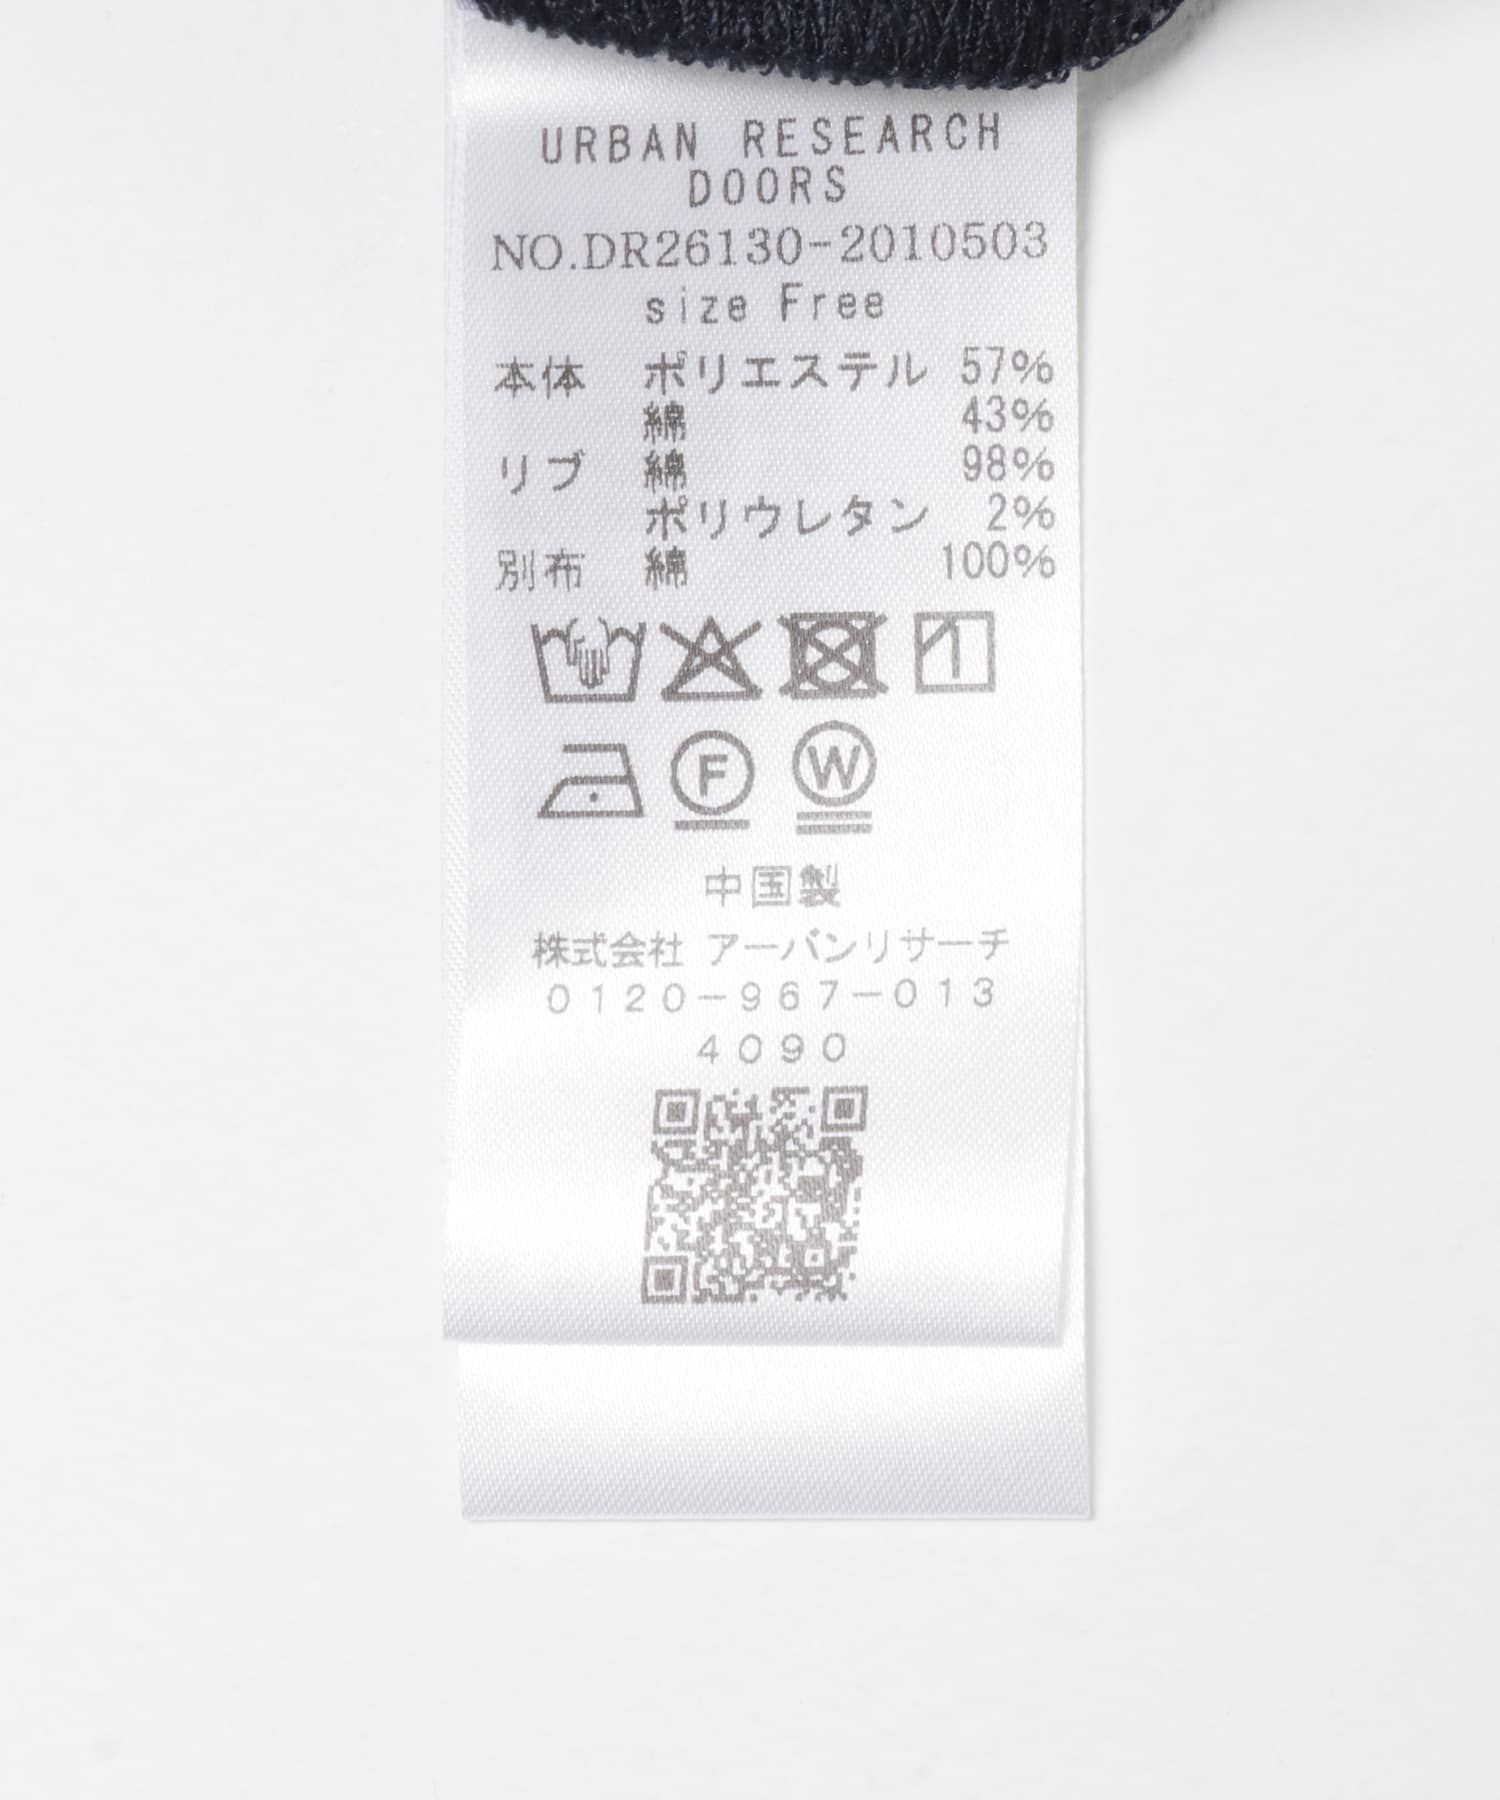 URBAN RESEARCH
DOORS
NO.DR26130-2010503
size Free
本体 ポリエステル 57%
綿 43%
リブ 綿 98%
ポリウレタン 2%
別布 綿 100%
F W
中国製
株式会社 アーバンリサーチ
0120-967-013
4090